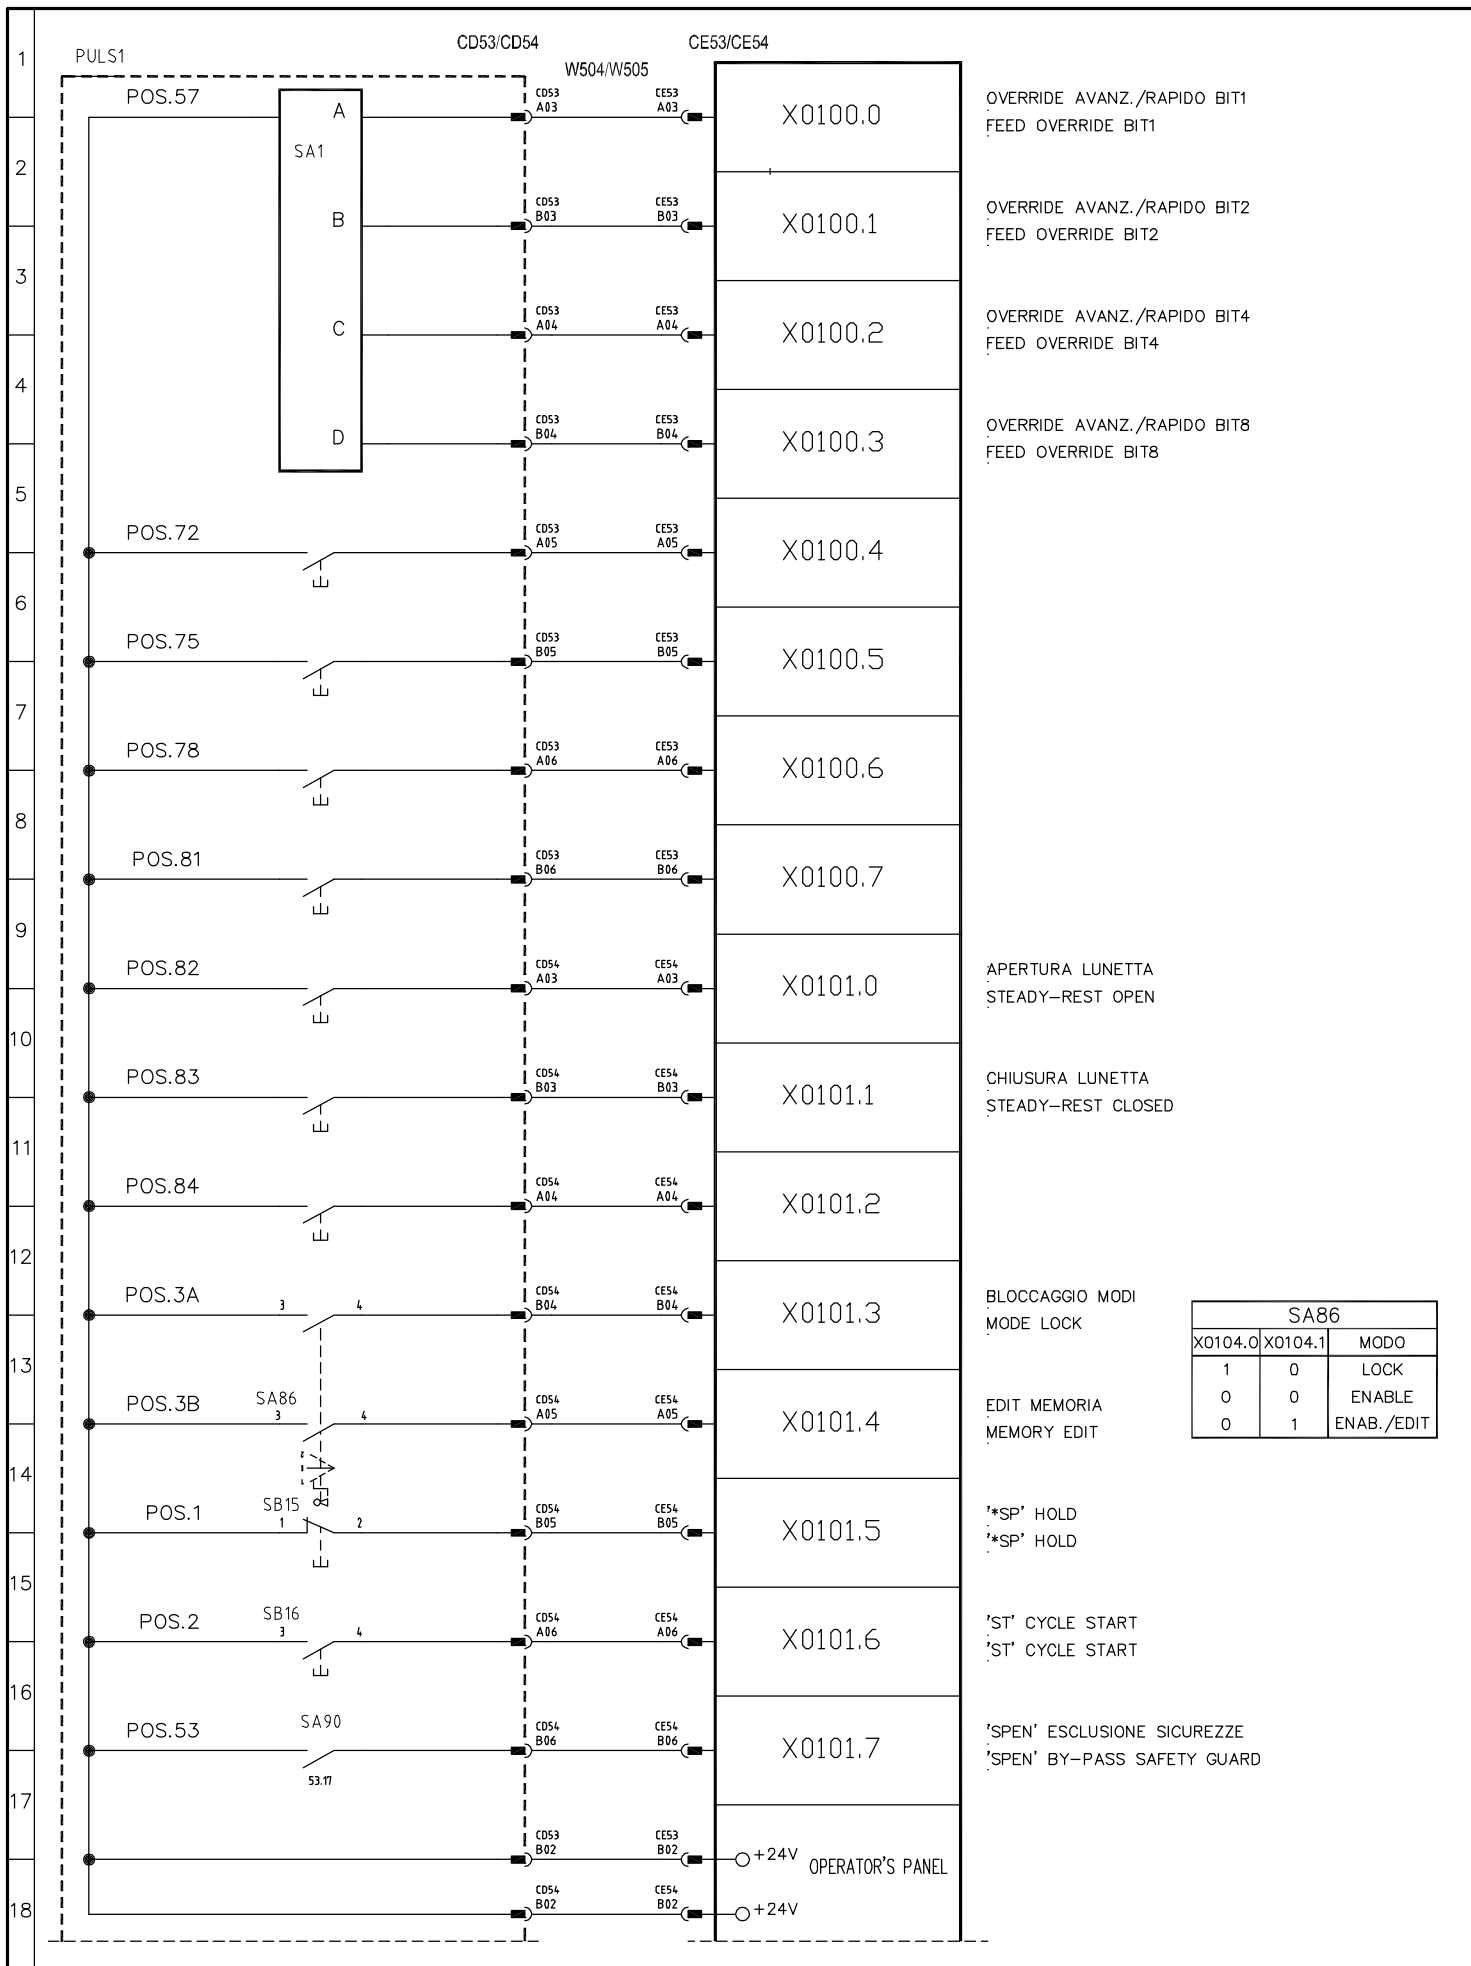 CD53/CD54 CE53/CE54
1 PULS1
W504/W505
POS.57 A CD53 CE53 OVERRIDE AVANZ./RAPIDO BIT1
A03 A03 X0100.0
FEED OVERRIDE BIT1
SA1
2
B CD53 CE53 OVERRIDE AVANZ./RAPIDO BIT2
B03 B03 X0100.1
FEED OVERRIDE BIT2
3
C CD53 CE53 OVERRIDE AVANZ./RAPIDO BIT4
A04 A04 X0100.2
FEED OVERRIDE BIT4
4
D CD53 CE53 OVERRIDE AVANZ./RAPIDO BIT8
B04 B04 X0100.3
FEED OVERRIDE BIT8
5
POS.72 CD53 CE53
A05 A05 X0100.4
6
POS.75 CD53 CE53
B05 B05 X0100.5
7
POS.78 CD53 CE53
A06 A06 X0100.6
8
POS.81 CD53 CE53
B06 B06 X0100.7
9
POS.82 CD54 CE54 APERTURA LUNETTA
A03 A03 X0101.0
STEADY-REST OPEN
10
POS.83 CD54 CE54 CHIUSURA LUNETTA
B03 B03 X0101.1
STEADY-REST CLOSED
11
POS.84 CD54 CE54
A04 A04 X0101.2
12
POS.3A CD54 CE54 BLOCCAGGIO MODI
3 4 B04 B04 X0101.3
MODE LOCK
SA86
X0104.0 X0104.1 MODO
1 0 LOCK
0 0 ENABLE
0 1 ENAB./EDIT
13
POS.3B SA86 CD54 CE54 EDIT MEMORIA
3 4 A05 A05 X0101.4
MEMORY EDIT
14
POS.1 SB15 CD54 CE54 '*SP' HOLD
1 2 B05 B05 X0101.5
'*SP' HOLD
15
POS.2 SB16 CD54 CE54 'ST' CYCLE START
3 4 A06 A06 X0101.6
'ST' CYCLE START
16
POS.53 SA90 CD54 CE54 'SPEN' ESCLUSIONE SICUREZZE
B06 B06 X0101.7
'SPEN' BY-PASS SAFETY GUARD
53.17
17
CD53 CE53
B02 B02 +24V OPERATOR'S PANEL
18
CD54 CE54
B02 B02 +24V